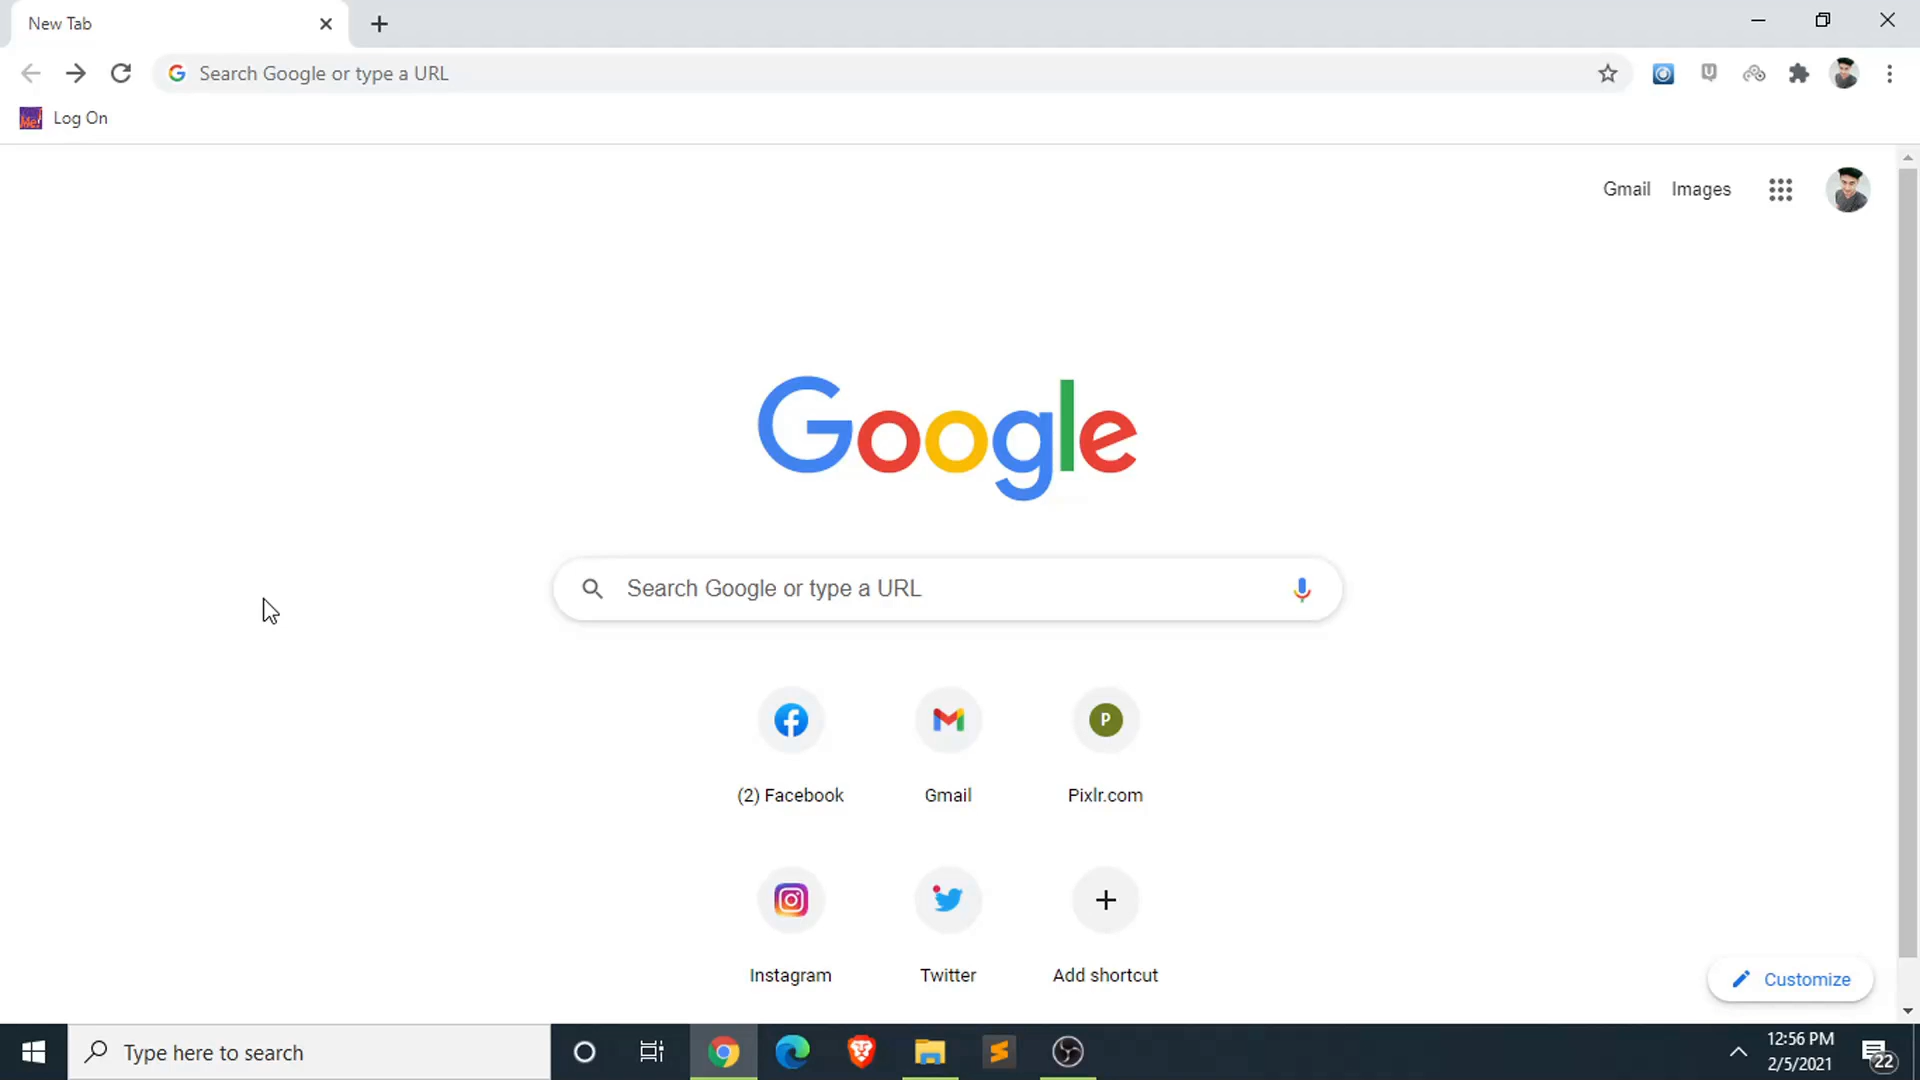 New Tab
Search Google or type a URL
Log On
Gmail Images
Google
Search Google or type a URL
P
(2) Facebook Gmail Pixlr.com
Instagram Twitter Add shortcut
Customize
Type here to search
12:56 PM
2/5/2021
22